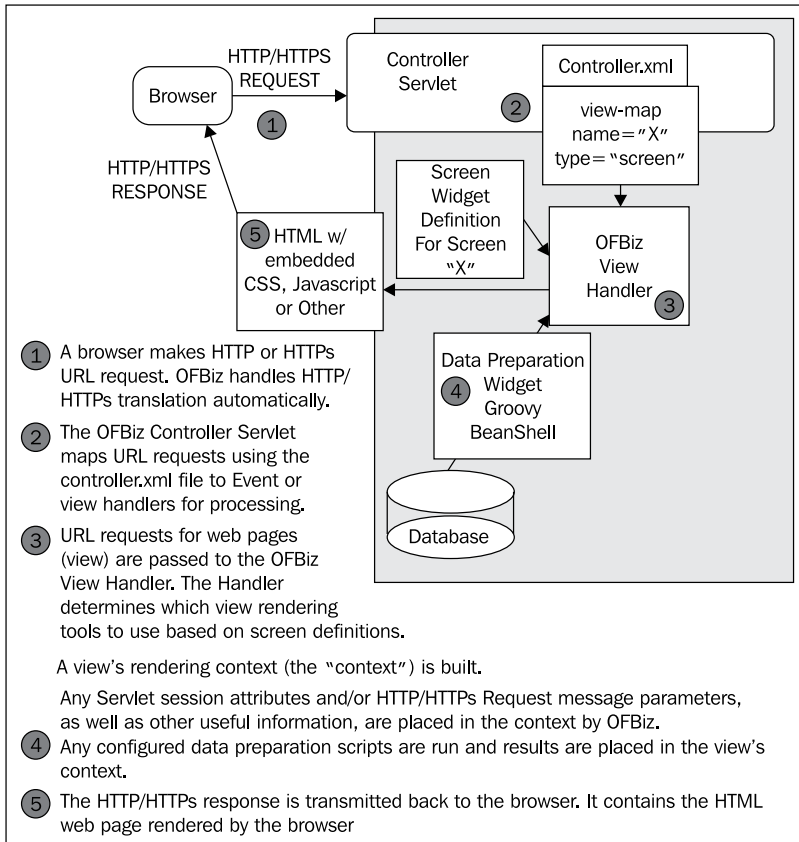 HTTP/HTTPS
REQUEST
Browser
1
Controller
Servlet
2
Controller.xml
view-map
name="X"
type="screen"
HTTP/HTTPS
RESPONSE
Screen
Widget
Definition
For Screen
"X"
OFBiz
View
Handler
3
5 HTML w/
embedded
CSS, Javascript
or Other
Data Preparation
4 Widget
Groovy
BeanShell
Database
1 A browser makes HTTP or HTTPs
URL request. OFBiz handles HTTP/
HTTPs translation automatically.
2 The OFBiz Controller Servlet
maps URL requests using the
controller.xml file to Event or
view handlers for processing.
3 URL requests for web pages
(view) are passed to the OFBiz
View Handler. The Handler
determines which view rendering
tools to use based on screen definitions.
A view's rendering context (the "context") is built.
Any Servlet session attributes and/or HTTP/HTTPs Request message parameters,
as well as other useful information, are placed in the context by OFBiz.
4 Any configured data preparation scripts are run and results are placed in the view's
context.
5 The HTTP/HTTPs response is transmitted back to the browser. It contains the HTML
web page rendered by the browser